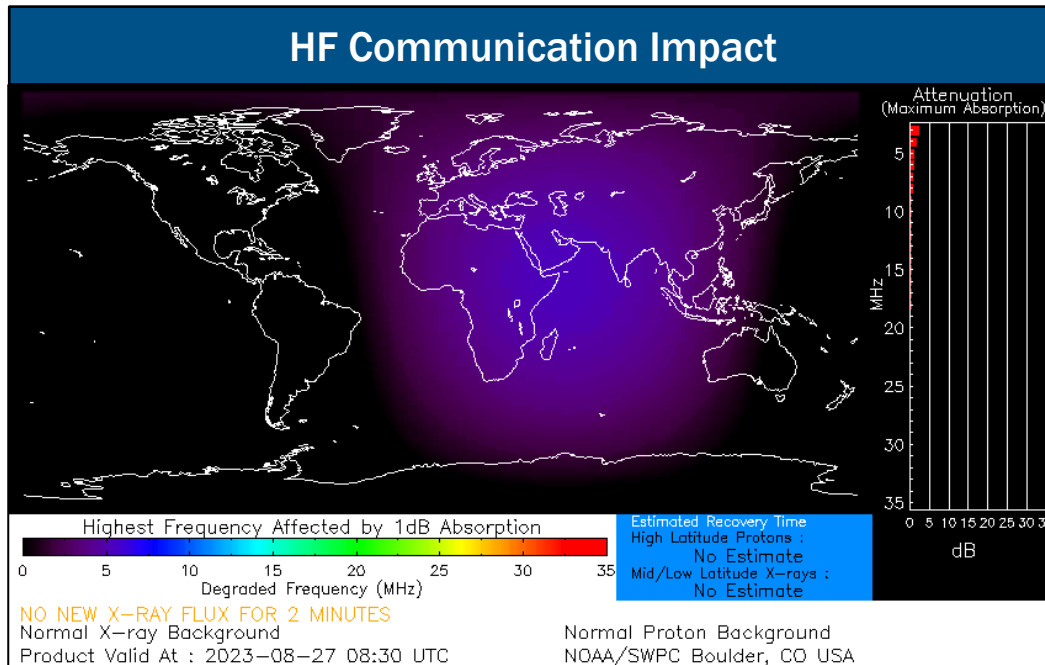 HF Communication Impact
Attenuation
(Maximum Absorption)
5
10
15
20
25
30
35
MHz
0 5 10 15 20 25 30 3
dB
Highest Frequency Affected by 1dB Absorption
0 5 10 15 20 25 30 35
Degraded Frequency (MHz)
Estimated Recovery Time
High Latitude Protons :
No Estimate
Mid/Low Latitude X-rays :
No Estimate
NO NEW X-RAY FLUX FOR 2 MINUTES
Normal X-ray Background
Normal Proton Background
Product Valid At : 2023-08-27 08:30 UTC
NOAA/SWPC Boulder, CO USA